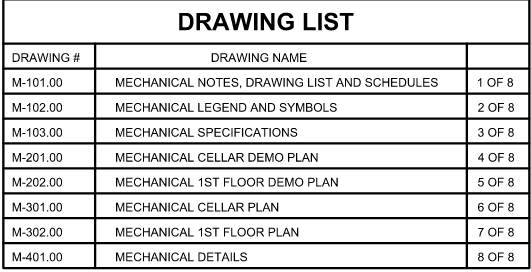 DRAWING LIST
DRAWING # DRAWING NAME
M-101.00 MECHANICAL NOTES, DRAWING LIST AND SCHEDULES 1 OF 8
M-102.00 MECHANICAL LEGEND AND SYMBOLS 2 OF 8
M-103.00 MECHANICAL SPECIFICATIONS 3 OF 8
M-201.00 MECHANICAL CELLAR DEMO PLAN 4 OF 8
M-202.00 MECHANICAL 1ST FLOOR DEMO PLAN 5 OF 8
M-301.00 MECHANICAL CELLAR PLAN 6 OF 8
M-302.00 MECHANICAL 1ST FLOOR PLAN 7 OF 8
M-401.00 MECHANICAL DETAILS 8 OF 8